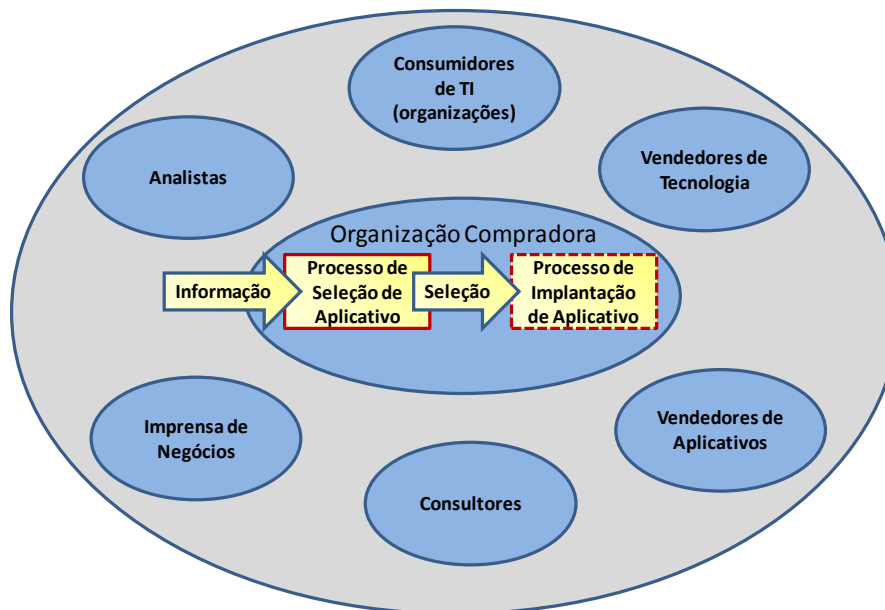 Consumidores
de TI
(organizações)
Analistas
Vendedores de
Tecnologia
Organização Compradora
Informação
Processo de
Seleção de
Aplicativo
Seleção
Processo de
Implantação
de Aplicativo
Imprensa de
Negócios
Vendedores de
Aplicativos
Consultores